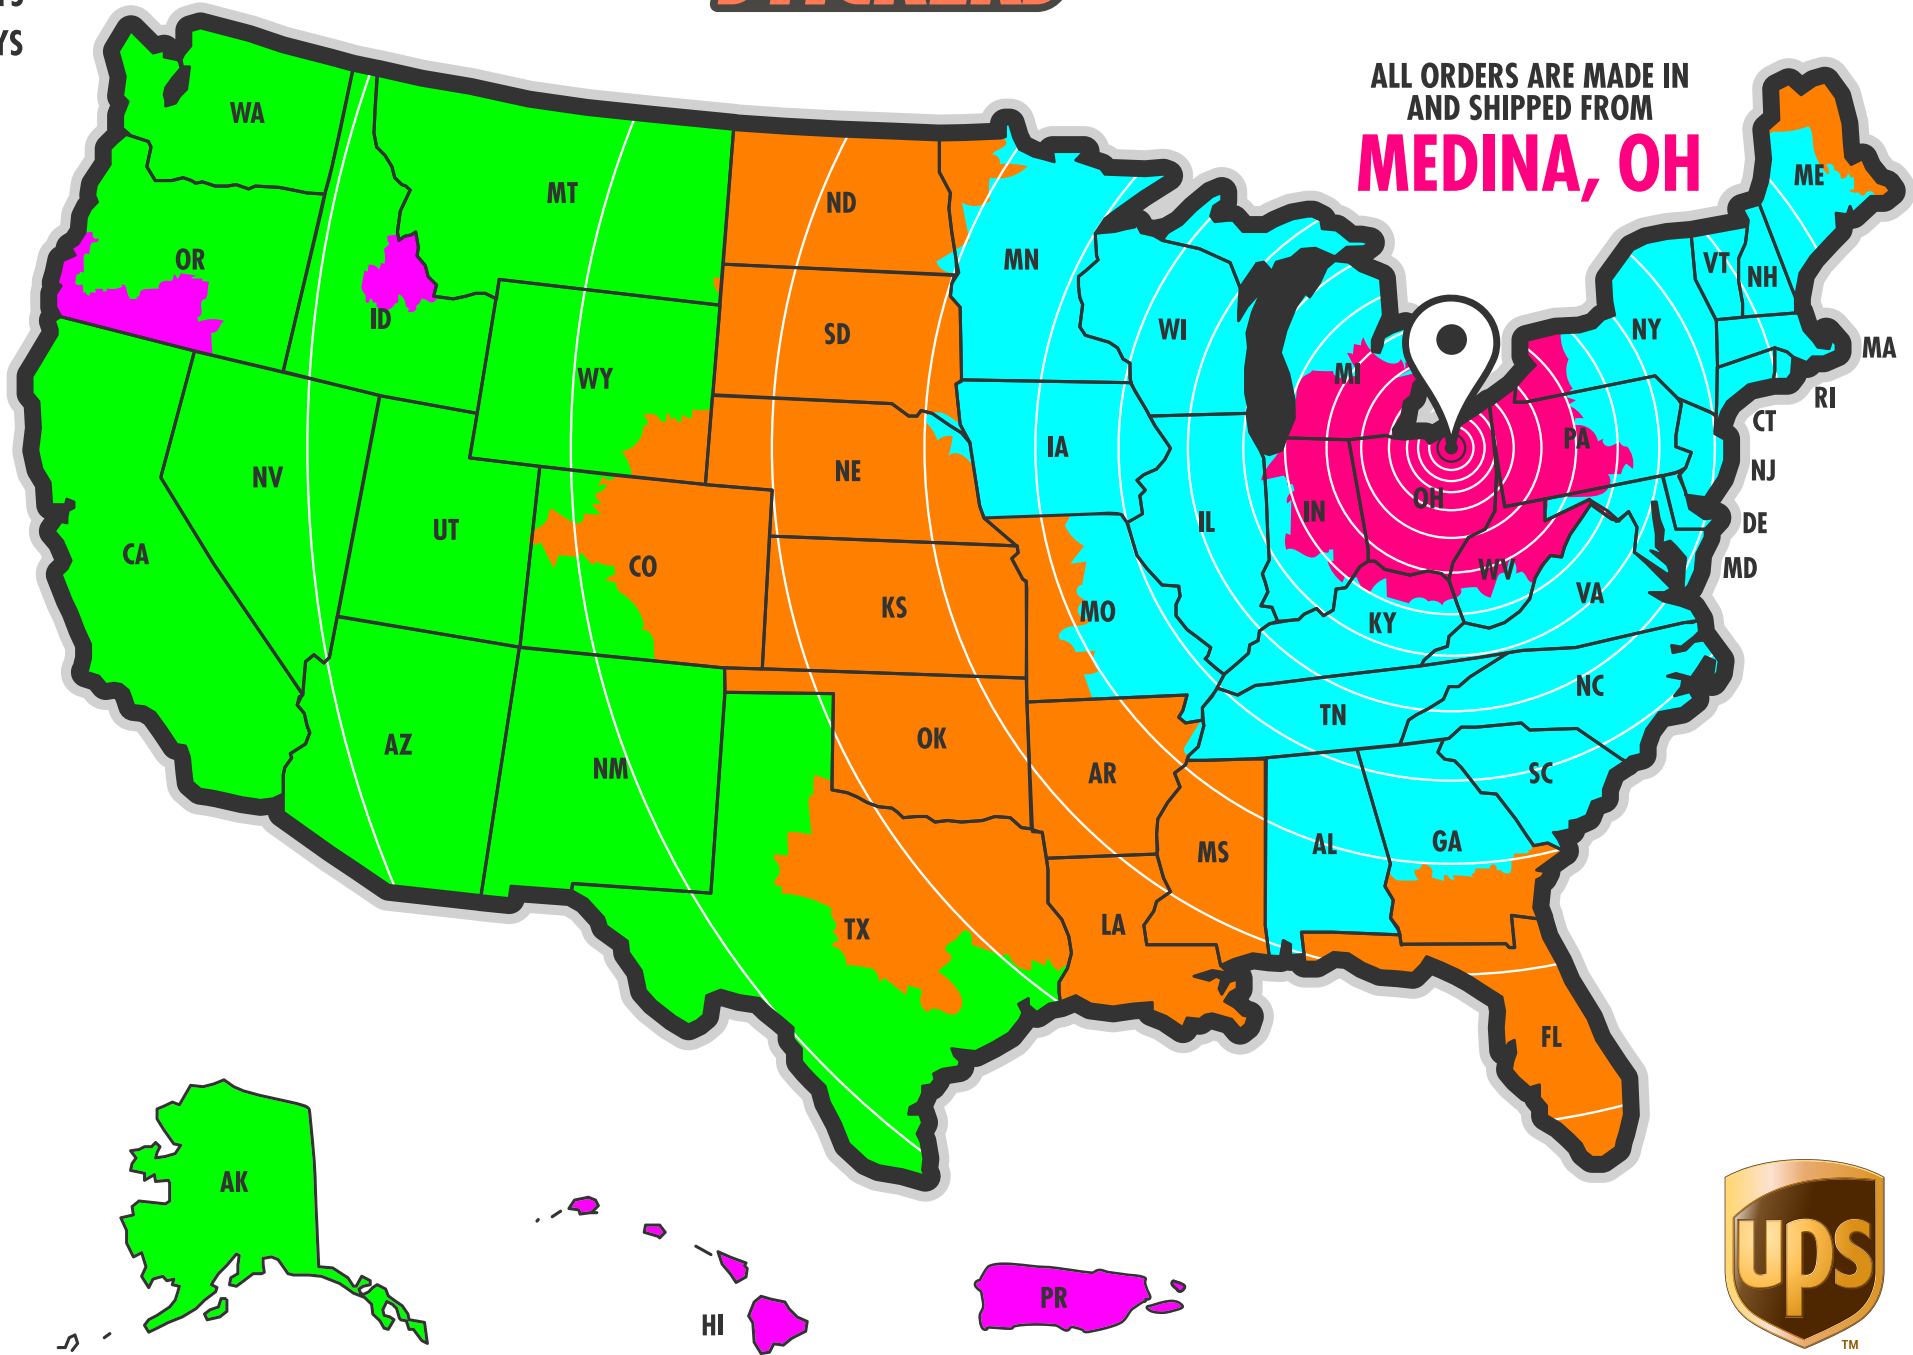 YS
STICKERS
ALL ORDERS ARE MADE IN
AND SHIPPED FROM
MEDINA, OH
WA
MT
ND
ME
OR
MN
VT
NH
ID
SD
WI
NY
MA
WY
MI
RI
CT
NV
NE
IA
PA
NJ
UT
IL
IN
OH
DE
CA
CO
KS
MO
WV
MD
KY
VA
AZ
NM
OK
TN
NC
AR
SC
MS
AL
GA
TX
LA
FL
AK
HI
PR
ups
TM